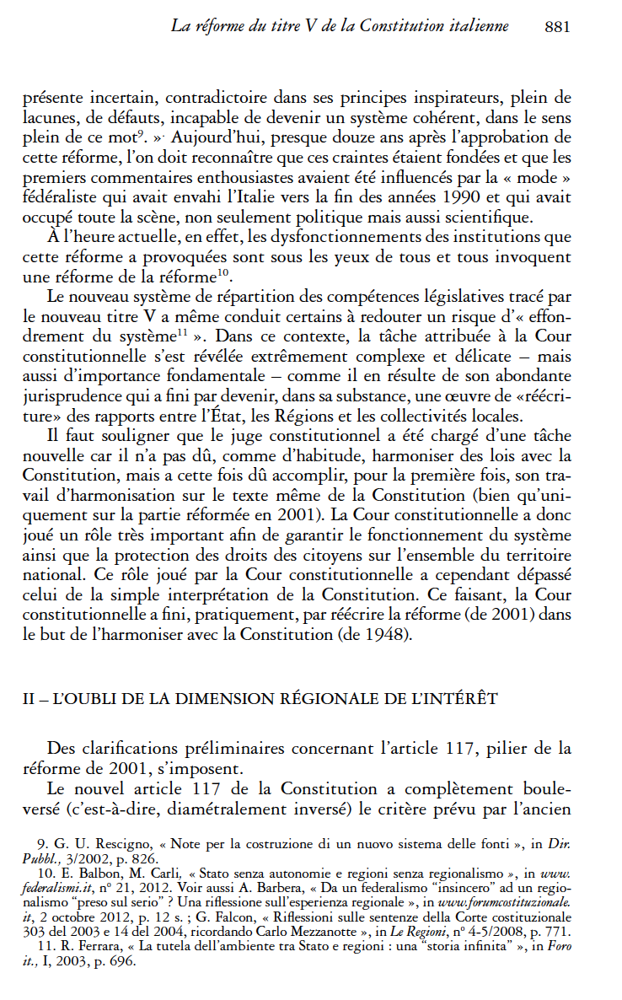 La réforme du titre V de la Constitution italienne 881
présente incertain, contradictoire dans ses principes inspirateurs, plein de
lacunes, de défauts, incapable de devenir un système cohérent, dans le sens
plein de ce mot⁹. »· Aujourd’hui, presque douze ans après l’approbation de
cette réforme, l’on doit reconnaître que ces craintes étaient fondées et que les
premiers commentaires enthousiastes avaient été influencés par la « mode »
fédéraliste qui avait envahi l’Italie vers la fin des années 1990 et qui avait
occupé toute la scène, non seulement politique mais aussi scientifique.
À l’heure actuelle, en effet, les dysfonctionnements des institutions que
cette réforme a provoquées sont sous les yeux de tous et tous invoquent
une réforme de la réforme¹⁰.
Le nouveau système de répartition des compétences législatives tracé par
le nouveau titre V a même conduit certains à redouter un risque d’« effon-
drement du système¹¹ ». Dans ce contexte, la tâche attribuée à la Cour
constitutionnelle s’est révélée extrêmement complexe et délicate – mais
aussi d’importance fondamentale – comme il en résulte de son abondante
jurisprudence qui a fini par devenir, dans sa substance, une œuvre de «réécri-
ture» des rapports entre l’État, les Régions et les collectivités locales.
Il faut souligner que le juge constitutionnel a été chargé d’une tâche
nouvelle car il n’a pas dû, comme d’habitude, harmoniser des lois avec la
Constitution, mais a cette fois dû accomplir, pour la première fois, son tra-
vail d’harmonisation sur le texte même de la Constitution (bien qu’uni-
quement sur la partie réformée en 2001). La Cour constitutionnelle a donc
joué un rôle très important afin de garantir le fonctionnement du système
ainsi que la protection des droits des citoyens sur l’ensemble du territoire
national. Ce rôle joué par la Cour constitutionnelle a cependant dépassé
celui de la simple interprétation de la Constitution. Ce faisant, la Cour
constitutionnelle a fini, pratiquement, par réécrire la réforme (de 2001) dans
le but de l’harmoniser avec la Constitution (de 1948).
II – L’OUBLI DE LA DIMENSION RÉGIONALE DE L’INTÉRÊT
Des clarifications préliminaires concernant l’article 117, pilier de la
réforme de 2001, s’imposent.
Le nouvel article 117 de la Constitution a complètement boule-
versé (c’est-à-dire, diamétralement inversé) le critère prévu par l’ancien
9. G. U. Rescigno, « Note per la costruzione di un nuovo sistema delle fonti », in Dir.
Pubbl., 3/2002, p. 826.
10. E. Balbon, M. Carli, « Stato senza autonomie e regioni senza regionalismo », in www.
federalismi.it, nº 21, 2012. Voir aussi A. Barbera, « Da un federalismo “insincero” ad un regio-
nalismo “preso sul serio” ? Una riflessione sull’esperienza regionale », in www.forumcostituzionale.
it, 2 octobre 2012, p. 12 s. ; G. Falcon, « Riflessioni sulle sentenze della Corte costituzionale
303 del 2003 e 14 del 2004, ricordando Carlo Mezzanotte », in Le Regioni, nº 4-5/2008, p. 771.
11. R. Ferrara, « La tutela dell’ambiente tra Stato e regioni : una “storia infinita” », in Foro
it., I, 2003, p. 696.